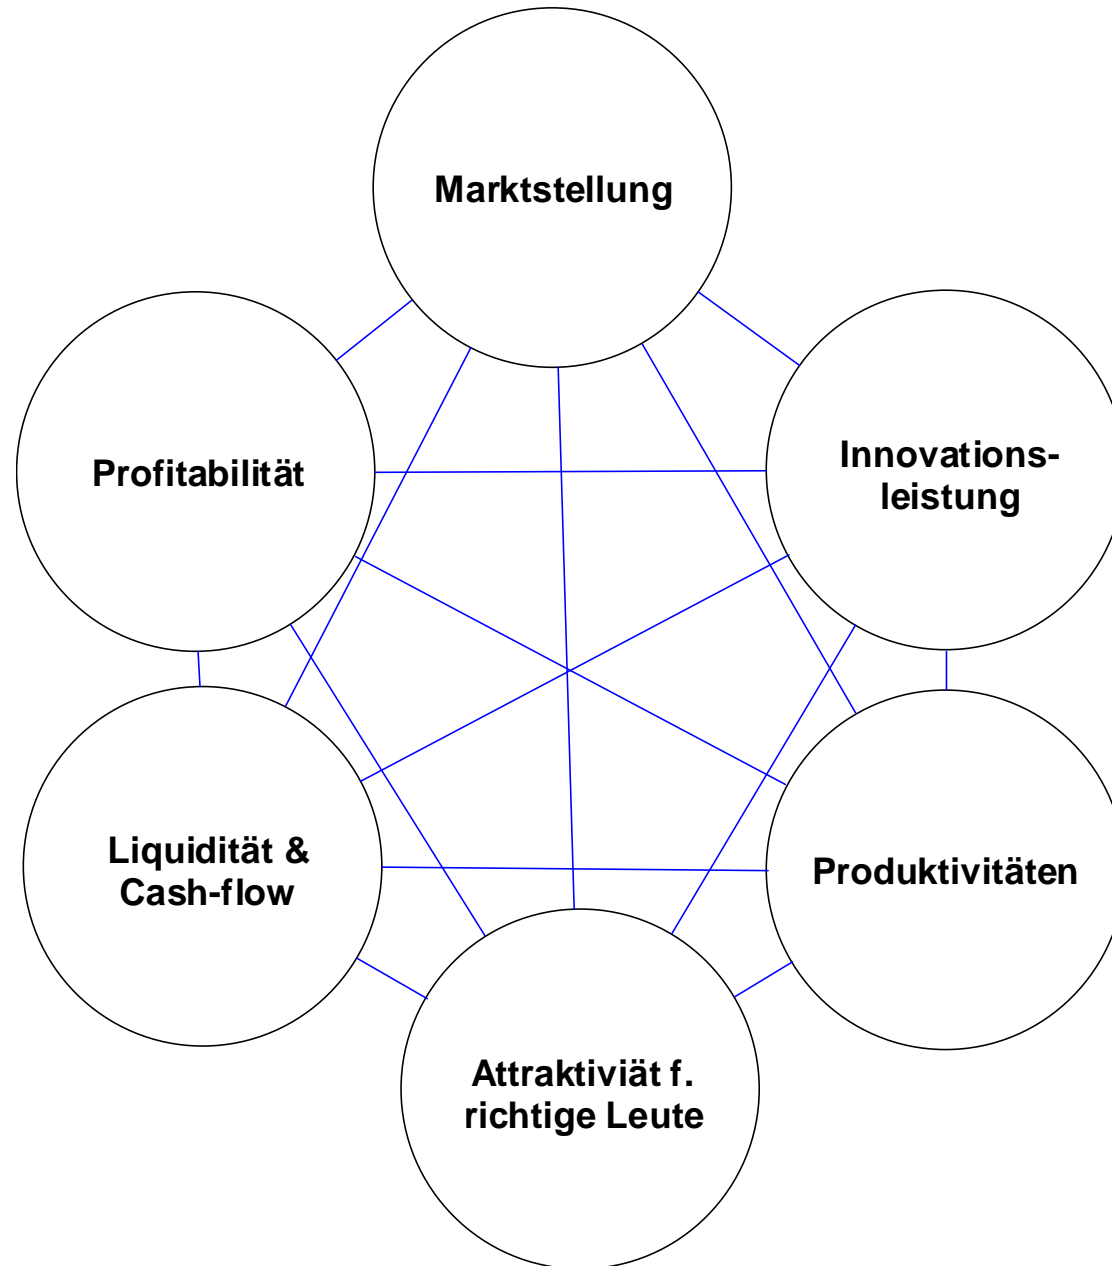 Marktstellung
Profitabilität
Innovations-
leistung
Liquidität &
Cash-flow
Produktivitäten
Attraktiviät f.
richtige Leute